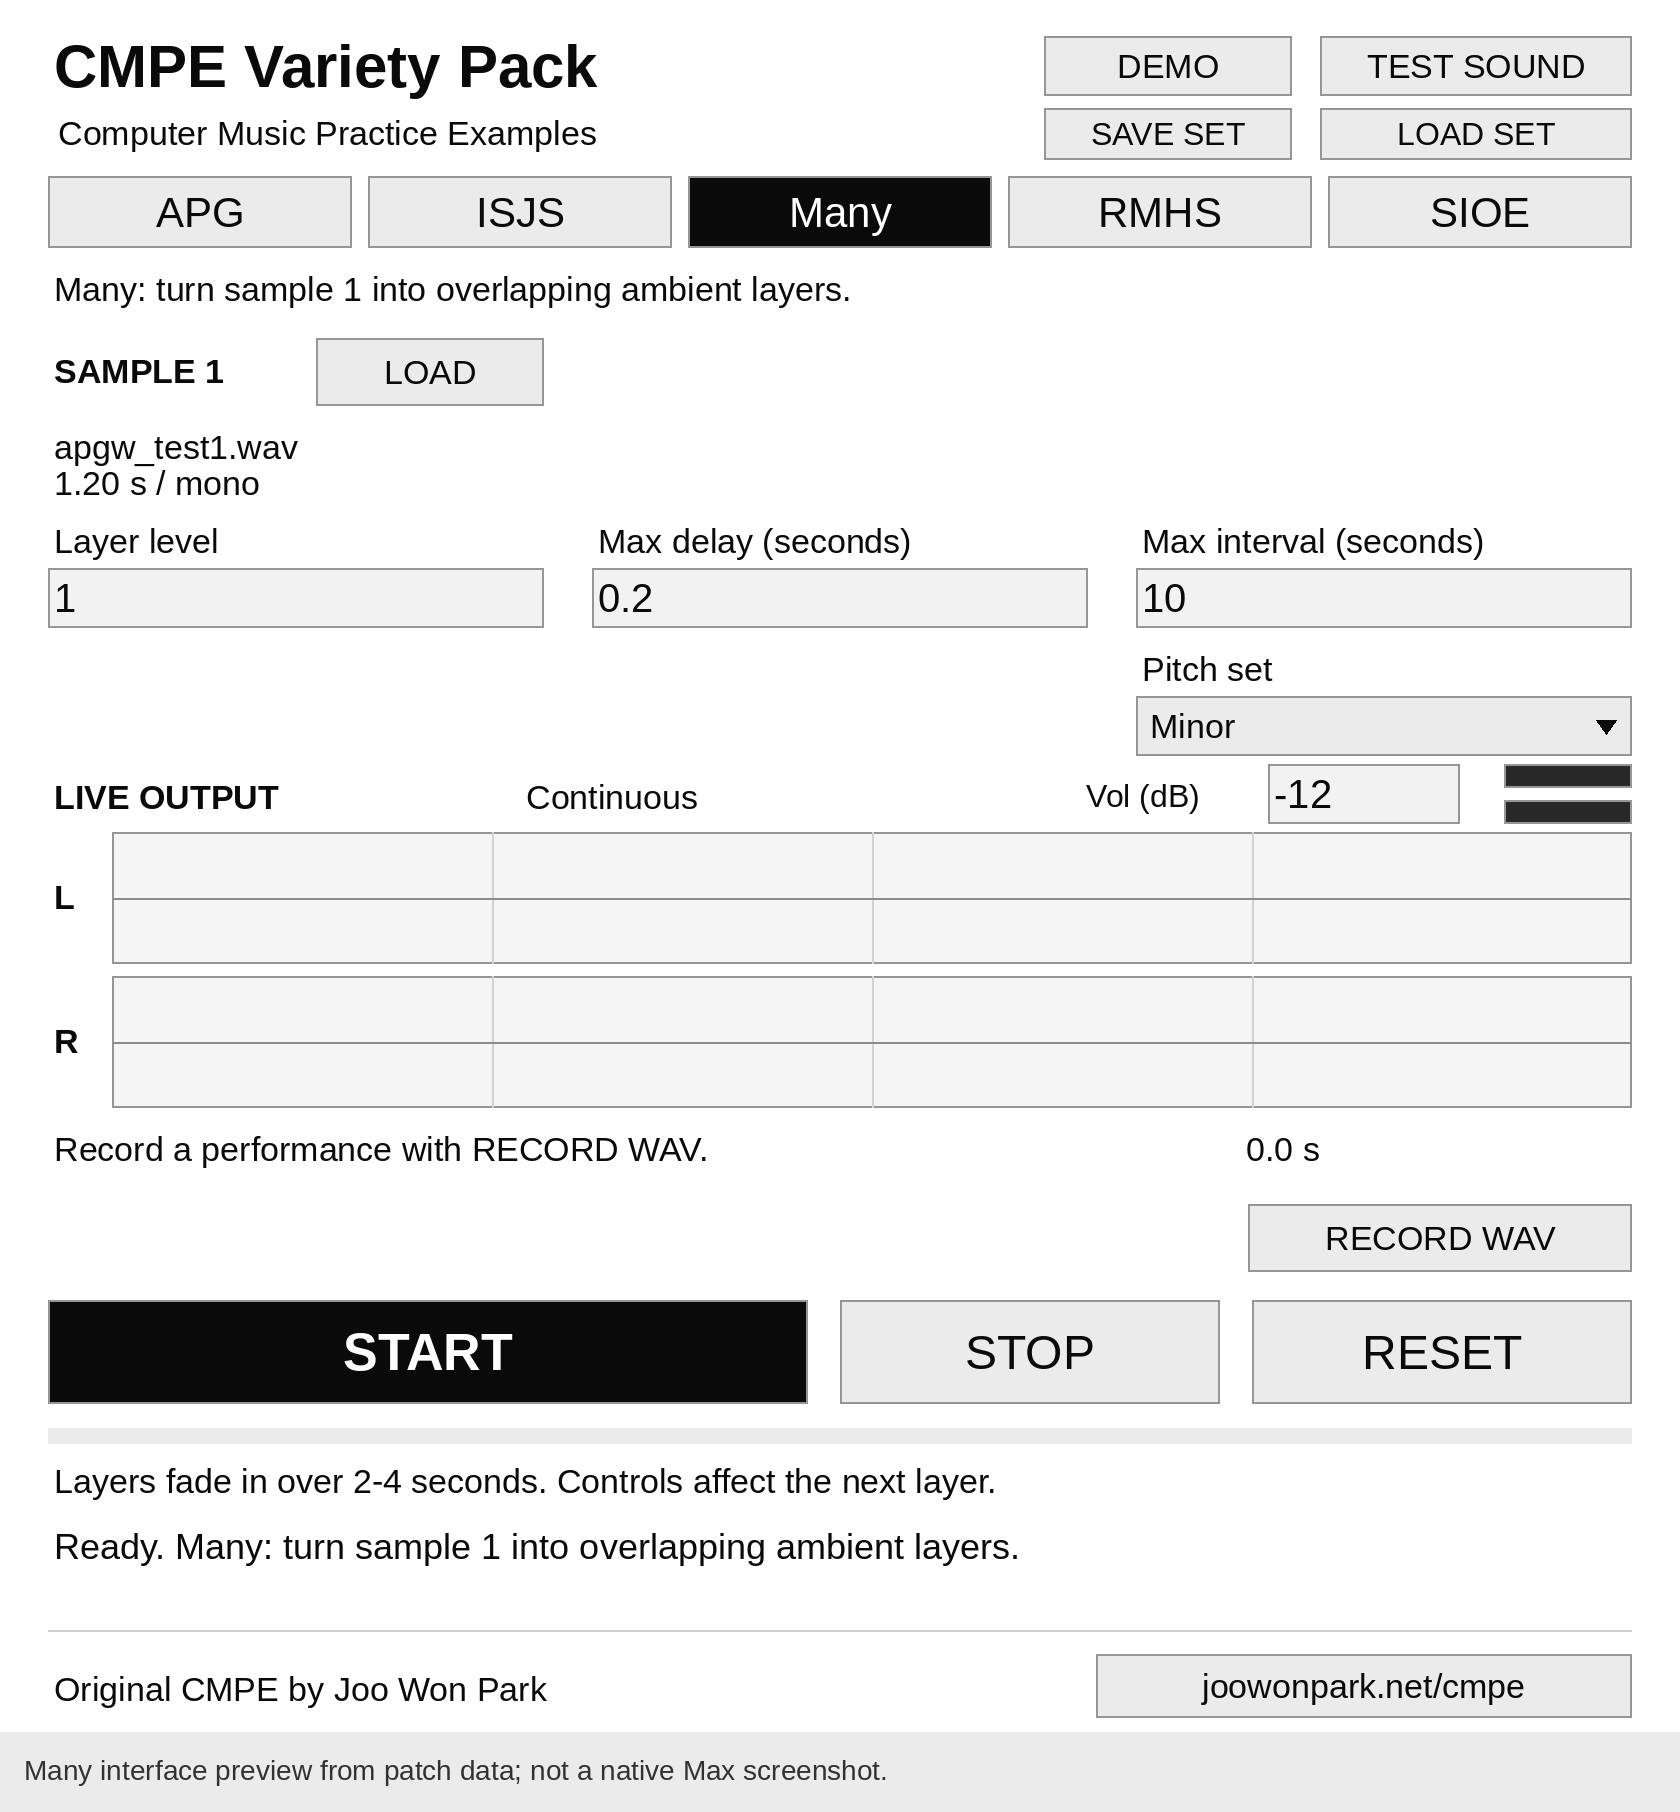 CMPE Variety Pack
DEMO
TEST SOUND
Computer Music Practice Examples
SAVE SET
LOAD SET
APG
ISJS
Many
RMHS
SIOE
Many: turn sample 1 into overlapping ambient layers.
SAMPLE 1
LOAD
apgw_test1.wav
1.20 s / mono
Layer level
Max delay (seconds)
Max interval (seconds)
1
0.2
10
Pitch set
Minor
LIVE OUTPUT
Continuous
Vol (dB)
-12
L
R
Record a performance with RECORD WAV.
0.0 s
RECORD WAV
START
STOP
RESET
Layers fade in over 2-4 seconds. Controls affect the next layer.
Ready. Many: turn sample 1 into overlapping ambient layers.
Original CMPE by Joo Won Park
joowonpark.net/cmpe
Many interface preview from patch data; not a native Max screenshot.